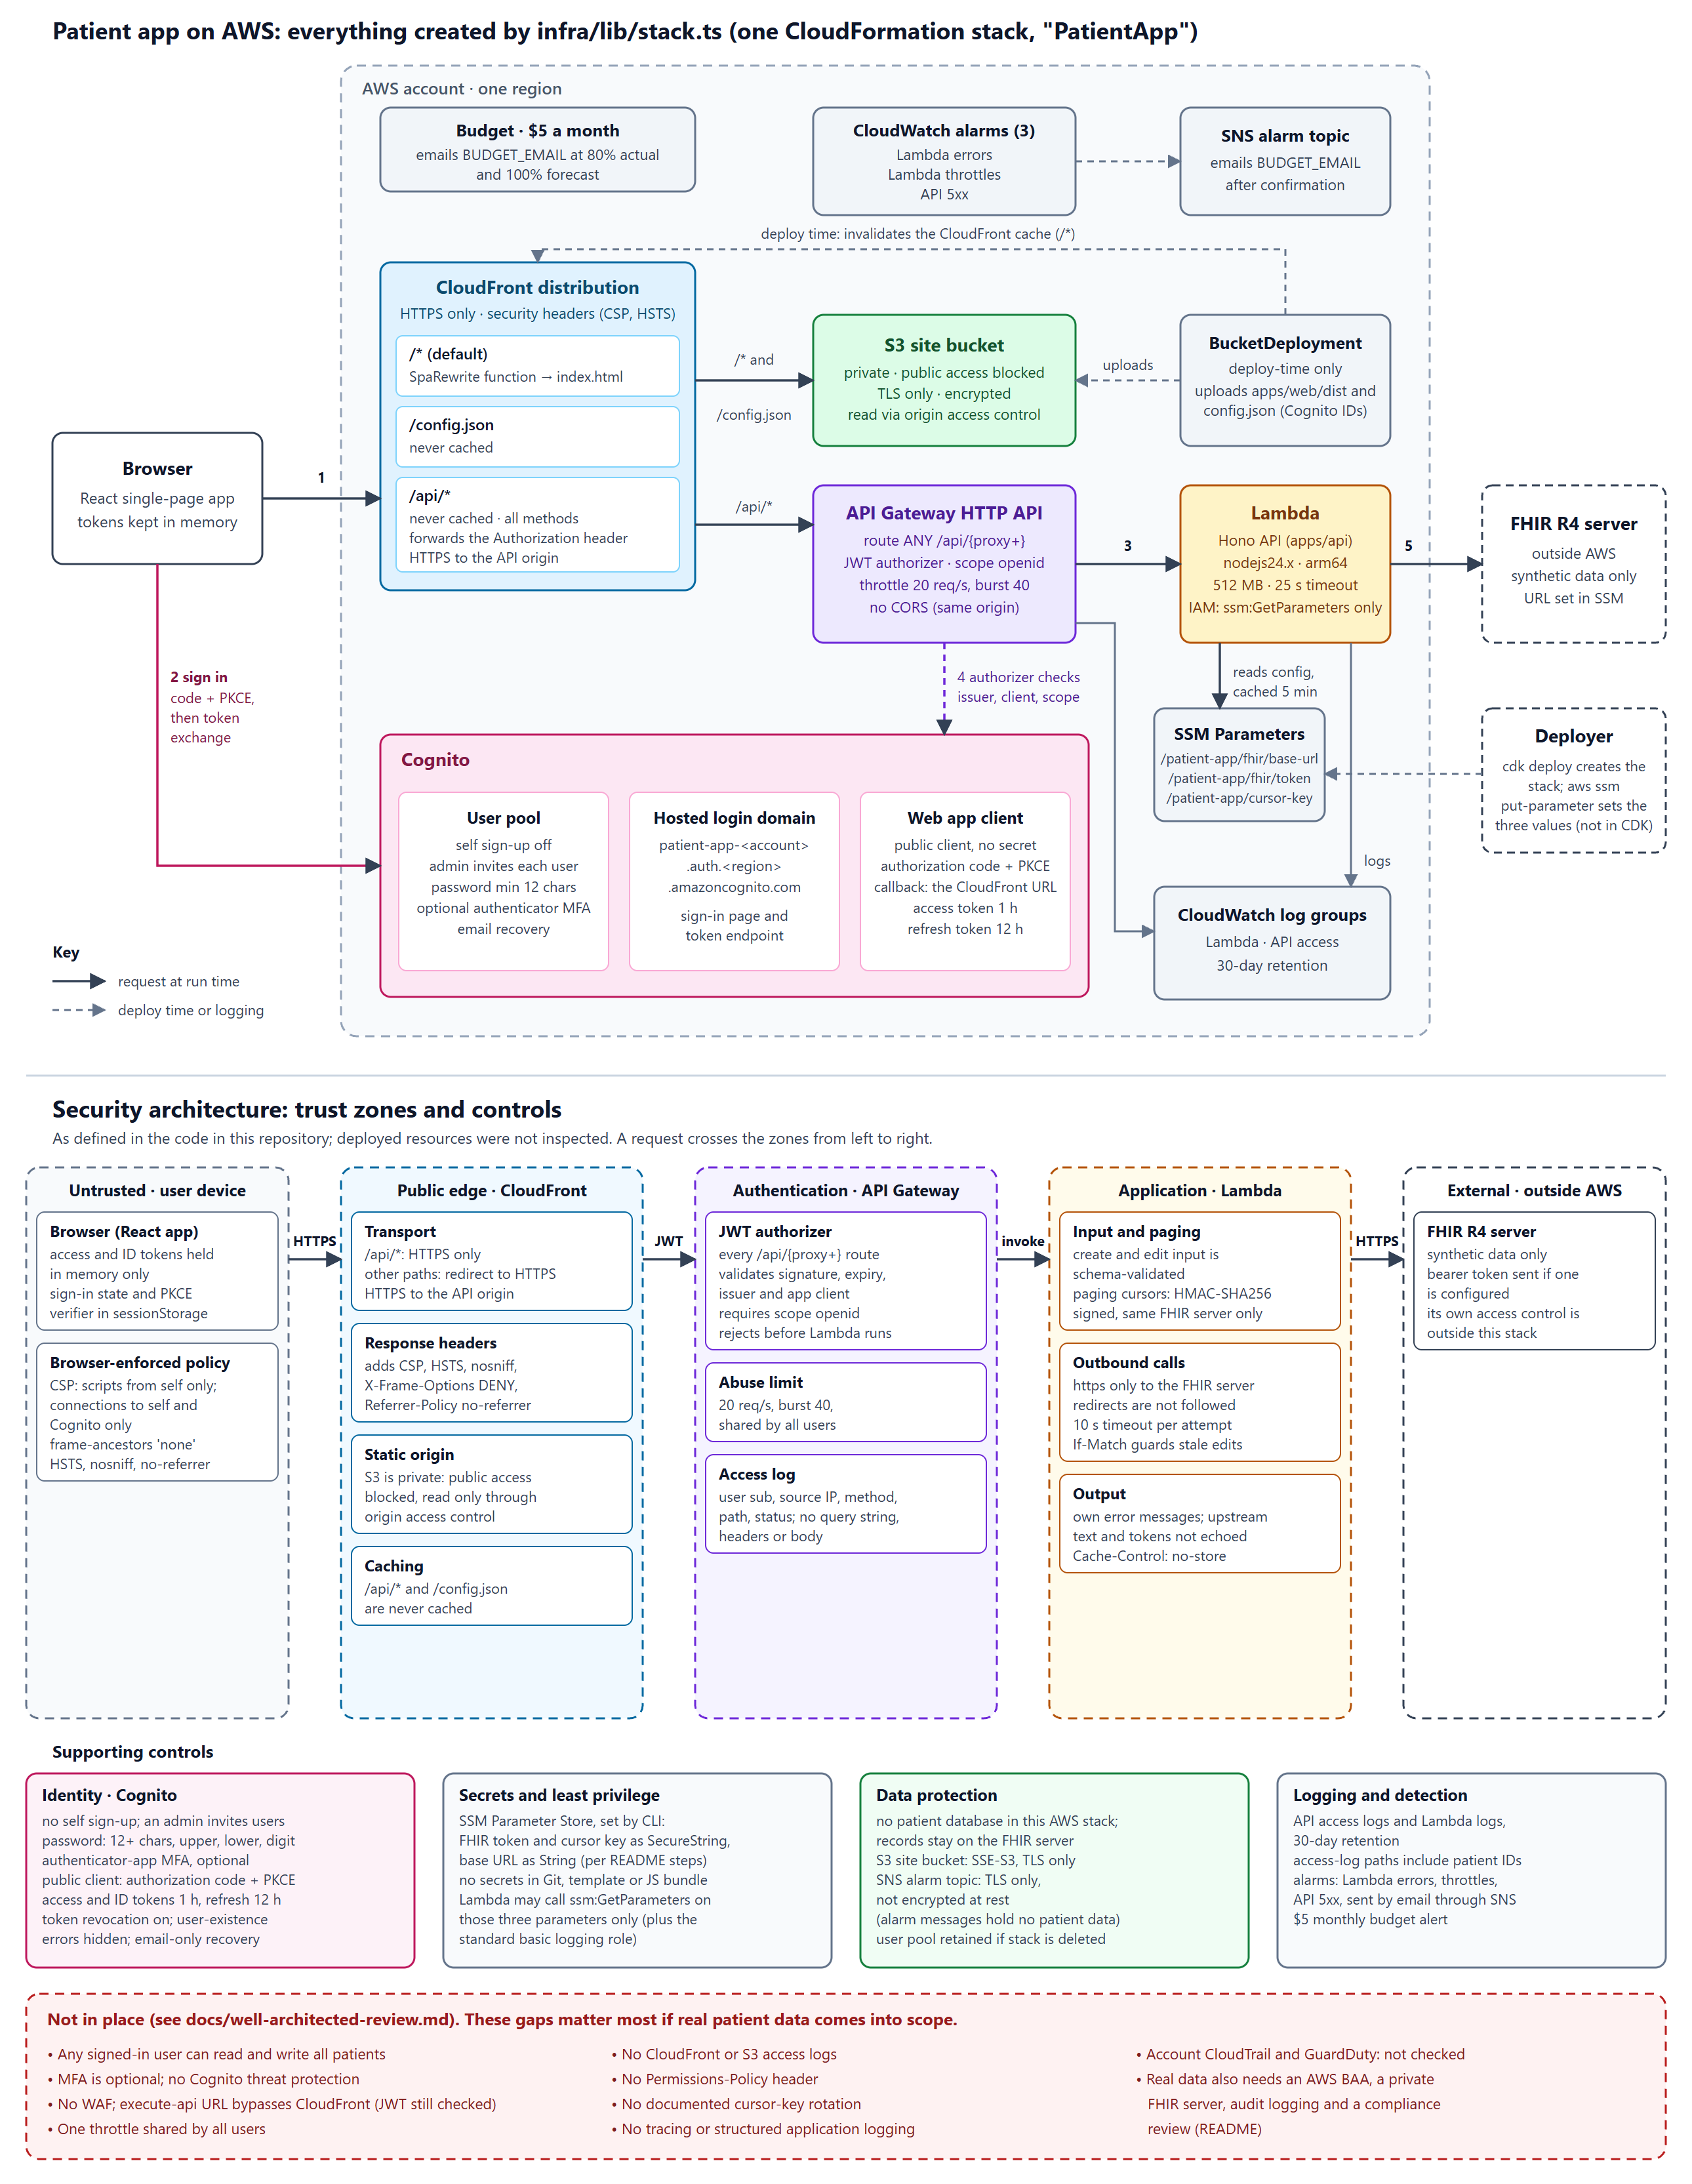 Patient app on AWS: everything created by infra/lib/stack.ts (one CloudFormation stack, "PatientApp")
AWS account · one region
Budget · $5 a month
emails BUDGET_EMAIL at 80% actual
and 100% forecast
CloudWatch alarms (3)
Lambda errors
Lambda throttles
API 5xx
SNS alarm topic
emails BUDGET_EMAIL
after confirmation
deploy time: invalidates the CloudFront cache (/*)
CloudFront distribution
HTTPS only · security headers (CSP, HSTS)
/* (default)
SpaRewrite function → index.html
/config.json
never cached
/api/*
never cached · all methods
forwards the Authorization header
HTTPS to the API origin
/* and
/config.json
/api/*
S3 site bucket
private · public access blocked
TLS only · encrypted
read via origin access control
uploads
BucketDeployment
deploy-time only
uploads apps/web/dist and
config.json (Cognito IDs)
Browser
React single-page app
tokens kept in memory
1
API Gateway HTTP API
route ANY /api/{proxy+}
JWT authorizer · scope openid
throttle 20 req/s, burst 40
no CORS (same origin)
3
Lambda
Hono API (apps/api)
nodejs24.x · arm64
512 MB · 25 s timeout
IAM: ssm:GetParameters only
5
FHIR R4 server
outside AWS
synthetic data only
URL set in SSM
2 sign in
code + PKCE,
then token
exchange
4 authorizer checks
issuer, client, scope
reads config,
cached 5 min
SSM Parameters
/patient-app/fhir/base-url
/patient-app/fhir/token
/patient-app/cursor-key
Deployer
cdk deploy creates the
stack; aws ssm
put-parameter sets the
three values (not in CDK)
Cognito
User pool
self sign-up off
admin invites each user
password min 12 chars
optional authenticator MFA
email recovery
Hosted login domain
patient-app-<account>
.auth.<region>
.amazoncognito.com
sign-in page and
token endpoint
Web app client
public client, no secret
authorization code + PKCE
callback: the CloudFront URL
access token 1 h
refresh token 12 h
logs
CloudWatch log groups
Lambda · API access
30-day retention
Key
request at run time
deploy time or logging
Security architecture: trust zones and controls
As defined in the code in this repository; deployed resources were not inspected. A request crosses the zones from left to right.
Untrusted · user device
Browser (React app)
access and ID tokens held
in memory only
sign-in state and PKCE
verifier in sessionStorage
Browser-enforced policy
CSP: scripts from self only;
connections to self and
Cognito only
frame-ancestors 'none'
HSTS, nosniff, no-referrer
HTTPS
Public edge · CloudFront
Transport
/api/*: HTTPS only
other paths: redirect to HTTPS
HTTPS to the API origin
Response headers
adds CSP, HSTS, nosniff,
X-Frame-Options DENY,
Referrer-Policy no-referrer
Static origin
S3 is private: public access
blocked, read only through
origin access control
Caching
/api/* and /config.json
are never cached
JWT
Authentication · API Gateway
JWT authorizer
every /api/{proxy+} route
validates signature, expiry,
issuer and app client
requires scope openid
rejects before Lambda runs
Abuse limit
20 req/s, burst 40,
shared by all users
Access log
user sub, source IP, method,
path, status; no query string,
headers or body
invoke
Application · Lambda
Input and paging
create and edit input is
schema-validated
paging cursors: HMAC-SHA256
signed, same FHIR server only
Outbound calls
https only to the FHIR server
redirects are not followed
10 s timeout per attempt
If-Match guards stale edits
Output
own error messages; upstream
text and tokens not echoed
Cache-Control: no-store
HTTPS
External · outside AWS
FHIR R4 server
synthetic data only
bearer token sent if one
is configured
its own access control is
outside this stack
Supporting controls
Identity · Cognito
no self sign-up; an admin invites users
password: 12+ chars, upper, lower, digit
authenticator-app MFA, optional
public client: authorization code + PKCE
access and ID tokens 1 h, refresh 12 h
token revocation on; user-existence
errors hidden; email-only recovery
Secrets and least privilege
SSM Parameter Store, set by CLI:
FHIR token and cursor key as SecureString,
base URL as String (per README steps)
no secrets in Git, template or JS bundle
Lambda may call ssm:GetParameters on
those three parameters only (plus the
standard basic logging role)
Data protection
no patient database in this AWS stack;
records stay on the FHIR server
S3 site bucket: SSE-S3, TLS only
SNS alarm topic: TLS only,
not encrypted at rest
(alarm messages hold no patient data)
user pool retained if stack is deleted
Logging and detection
API access logs and Lambda logs,
30-day retention
access-log paths include patient IDs
alarms: Lambda errors, throttles,
API 5xx, sent by email through SNS
$5 monthly budget alert
Not in place (see docs/well-architected-review.md). These gaps matter most if real patient data comes into scope.
• Any signed-in user can read and write all patients
• MFA is optional; no Cognito threat protection
• No WAF; execute-api URL bypasses CloudFront (JWT still checked)
• One throttle shared by all users
• No CloudFront or S3 access logs
• No Permissions-Policy header
• No documented cursor-key rotation
• No tracing or structured application logging
• Account CloudTrail and GuardDuty: not checked
• Real data also needs an AWS BAA, a private
FHIR server, audit logging and a compliance
review (README)